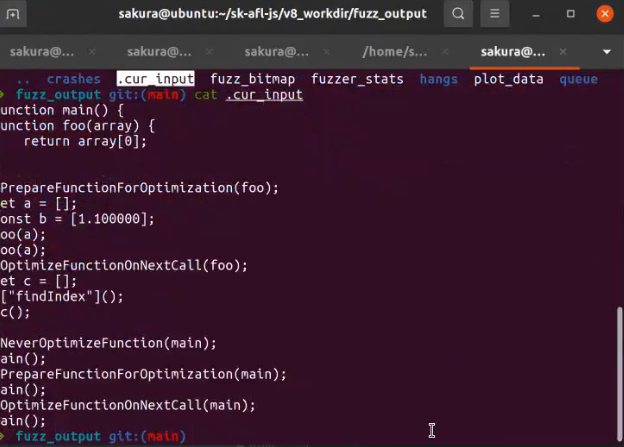 sakura@ubuntu:~/sk-afl-js/v8_workdir/fuzz_output
sakura@... × sakura@... × sakura@... × /home/s... × sakura@... ×
.. crashes .cur_input fuzz_bitmap fuzzer_stats hangs plot_data queue
fuzz_output git:(main) cat .cur_input
unction main() {
unction foo(array) {
return array[0];
PrepareFunctionForOptimization(foo);
et a = [];
onst b = [1.100000];
oo(a);
oo(a);
OptimizeFunctionOnNextCall(foo);
et c = [];
["findIndex"]();
c();
NeverOptimizeFunction(main);
ain();
PrepareFunctionForOptimization(main);
ain();
OptimizeFunctionOnNextCall(main);
ain();
fuzz_output git:(main)